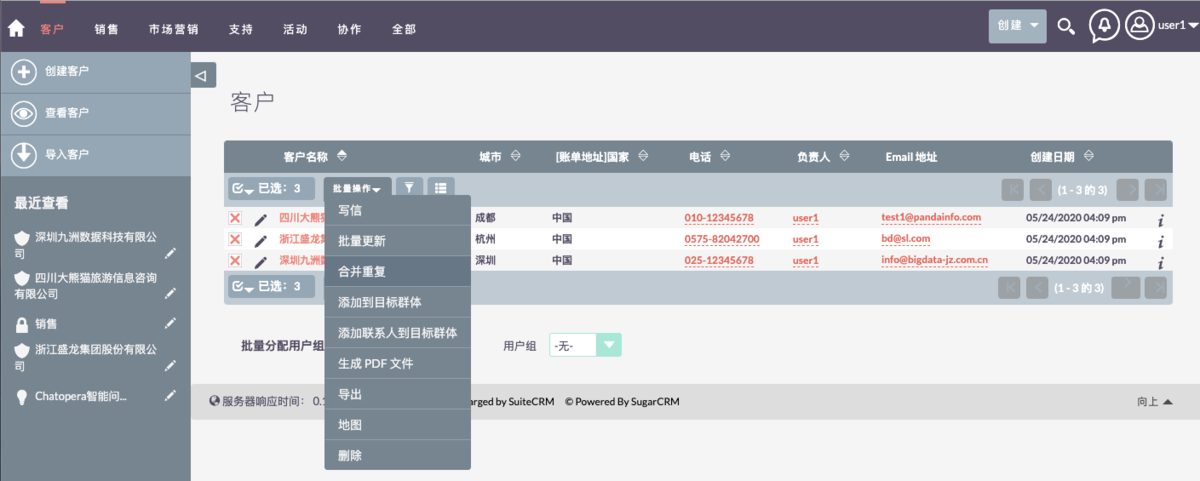 客户 销售 市场营销 支持 活动 协作 全部 创建 user1
创建客户
查看客户
导入客户
最近查看
深圳九洲数据科技有限公
司
四川大熊猫旅游信息咨询
有限公司
销售
浙江盛龙集团股份有限公
司
Chatopera智能问...
客户
客户名称 城市 [账单地址]国家 电话 负责人 Email 地址 创建日期
已选：3 批量操作 (1 - 3 的 3)
四川大熊猫 成都 中国 010-12345678 user1 test1@pandainfo.com 05/24/2020 04:09 pm
浙江盛龙集 杭州 中国 0575-82042700 user1 bd@sl.com 05/24/2020 04:09 pm
深圳九洲数 深圳 中国 025-12345678 user1 info@bigdata-jz.com.cn 05/24/2020 04:09 pm
已选：3 (1 - 3 的 3)
写信
批量更新
合并重复
添加到目标群体
添加联系人到目标群体
生成 PDF 文件
导出
地图
删除
批量分配用户组 用户组 -无-
服务器响应时间： 0.1 arged by SuiteCRM © Powered By SugarCRM 向上